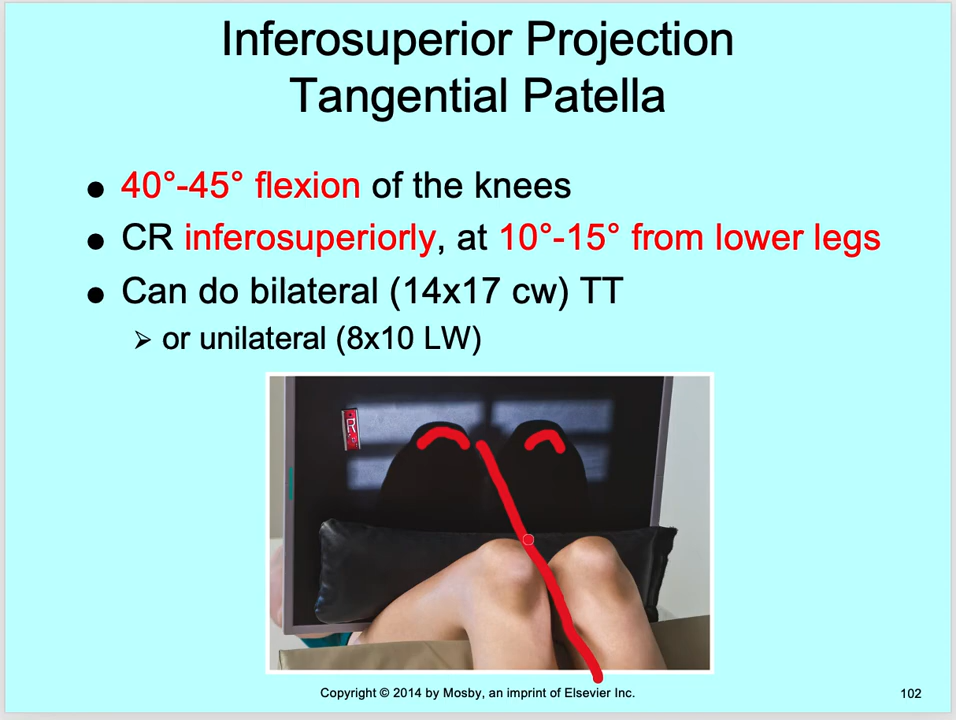 Inferosuperior Projection
Tangential Patella
● 40°-45° flexion of the knees
● CR inferosuperiorly, at 10°-15° from lower legs
● Can do bilateral (14x17 cw) TT
➢ or unilateral (8x10 LW)
R
Copyright © 2014 by Mosby, an imprint of Elsevier Inc.
102